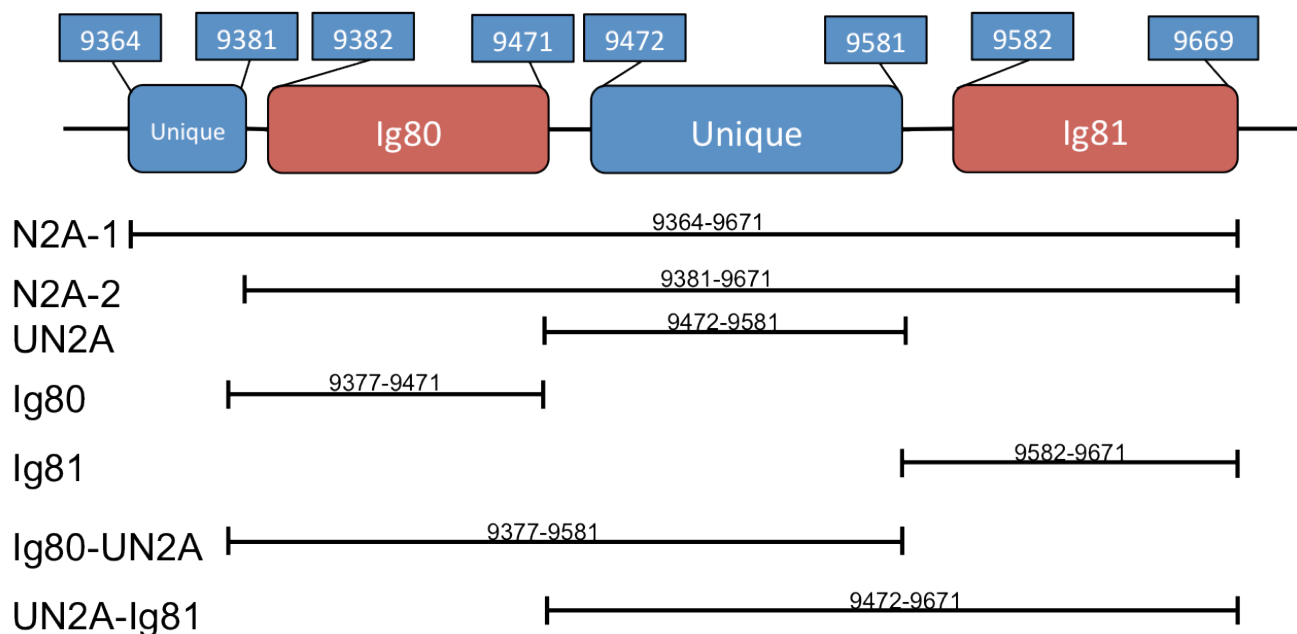 9364 9381 9382 9471 9472 9581 9582 9669
Unique Ig80 Unique Ig81
N2A-1 9364-9671
N2A-2 9381-9671
UN2A 9472-9581
Ig80 9377-9471
Ig81 9582-9671
Ig80-UN2A 9377-9581
UN2A-Ig81 9472-9671